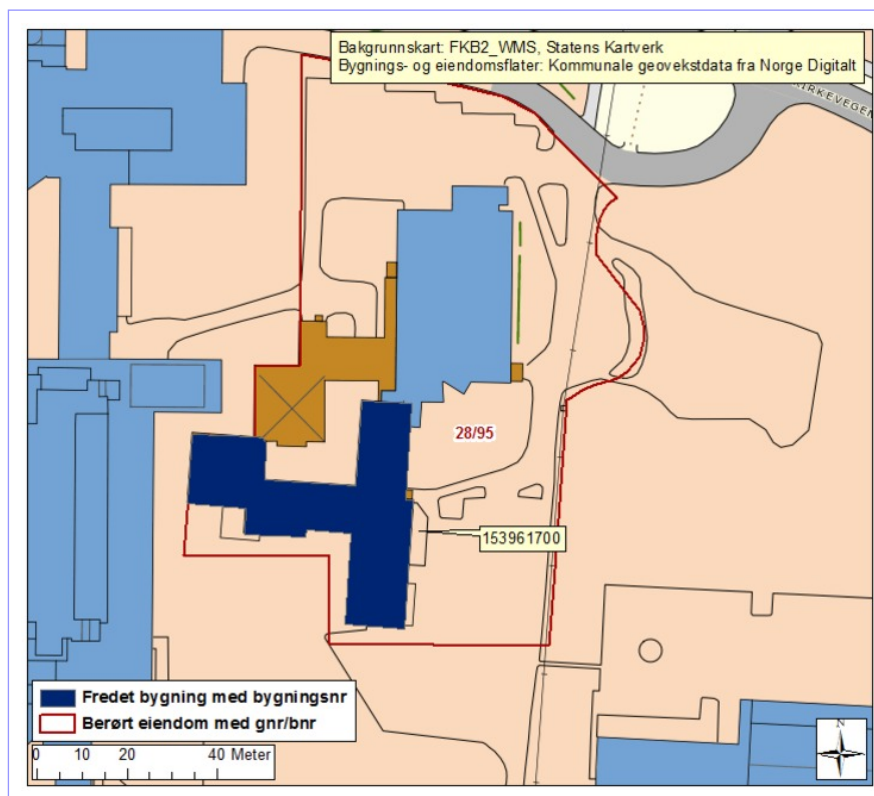 Bakgrunnskart: FKB2_WMS, Statens Kartverk
Bygnings- og eiendomsflater: Kommunale geovekstdata fra Norge Digitalt
KIRKEVEGEN
28/95
153961700
Fredet bygning med bygningsnr
Berørt eiendom med gnr/bnr
0 10 20 40 Meter
N